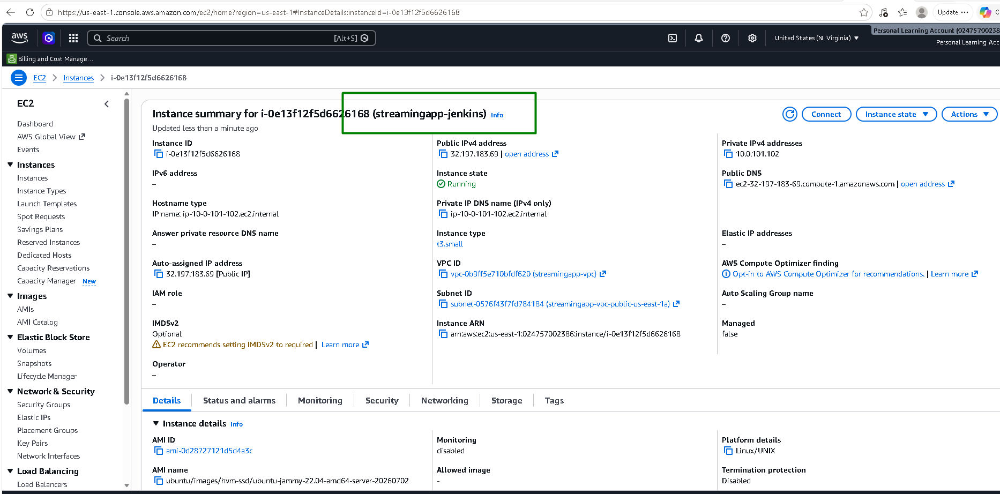 https://us-east-1.console.aws.amazon.com/ec2/home?region=us-east-1#InstanceDetails:instanceId=i-0e13f12f5d6626168
Update
aws
Search
[Alt+S]
United States (N. Virginia)
Personal Learning Account (02475700238
Personal Learning Acc
Billing and Cost Manage...
EC2
Instances
i-0e13f12f5d6626168
EC2
Dashboard
AWS Global View
Events
Instances
Instances
Instance Types
Launch Templates
Spot Requests
Savings Plans
Reserved Instances
Dedicated Hosts
Capacity Reservations
Capacity Manager New
Images
AMIs
AMI Catalog
Elastic Block Store
Volumes
Snapshots
Lifecycle Manager
Network & Security
Security Groups
Elastic IPs
Placement Groups
Key Pairs
Network Interfaces
Load Balancing
Load Balancers
Instance summary for i-0e13f12f5d6626168 (streamingapp-jenkins) Info
Updated less than a minute ago
Connect
Instance state
Actions
Instance ID
i-0e13f12f5d6626168
Public IPv4 address
32.197.183.69 | open address
Private IPv4 addresses
10.0.101.102
IPv6 address
–
Instance state
Running
Public DNS
ec2-32-197-183-69.compute-1.amazonaws.com | open address
Hostname type
IP name: ip-10-0-101-102.ec2.internal
Private IP DNS name (IPv4 only)
ip-10-0-101-102.ec2.internal
Answer private resource DNS name
–
Instance type
t3.small
Elastic IP addresses
–
Auto-assigned IP address
32.197.183.69 [Public IP]
VPC ID
vpc-0b9ff5e710bfdf620 (streamingapp-vpc)
AWS Compute Optimizer finding
Opt-in to AWS Compute Optimizer for recommendations. | Learn more
IAM role
–
Subnet ID
subnet-0576f43f7fd784184 (streamingapp-vpc-public-us-east-1a)
Auto Scaling Group name
–
IMDSv2
Optional
EC2 recommends setting IMDSv2 to required | Learn more
Instance ARN
arn:aws:ec2:us-east-1:024757002386:instance/i-0e13f12f5d6626168
Managed
false
Operator
–
Details
Status and alarms
Monitoring
Security
Networking
Storage
Tags
Instance details Info
AMI ID
ami-0d28727121d5d4a3c
Monitoring
disabled
Platform details
Linux/UNIX
AMI name
ubuntu/images/hvm-ssd/ubuntu-jammy-22.04-amd64-server-20260702
Allowed image
-
Termination protection
Disabled